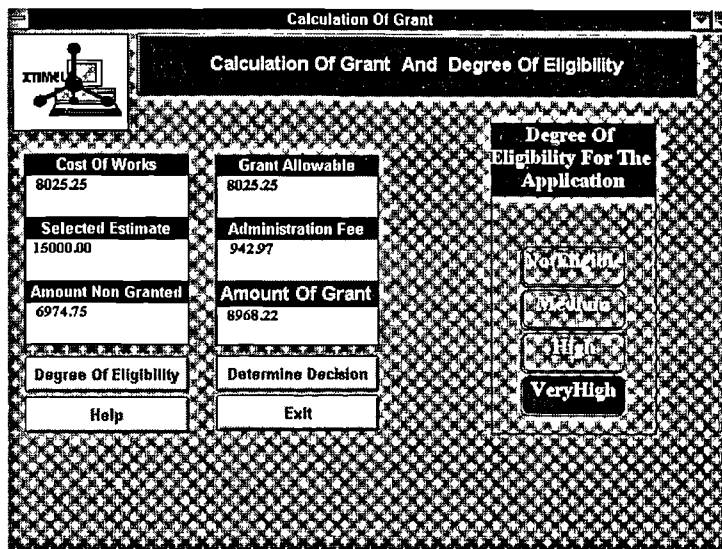 Calculation Of Grant
XTIMEL
Calculation Of Grant And Degree Of Eligibility
Cost Of Works
8025.25
Selected Estimate
15000.00
Amount Non Granted
6974.75
Grant Allowable
8025.25
Administration Fee
942.97
Amount Of Grant
8968.22
Degree Of Eligibility
Determine Decision
Help
Exit
Degree Of
Eligibility For The
Application
NotEligible
Medium
High
VeryHigh